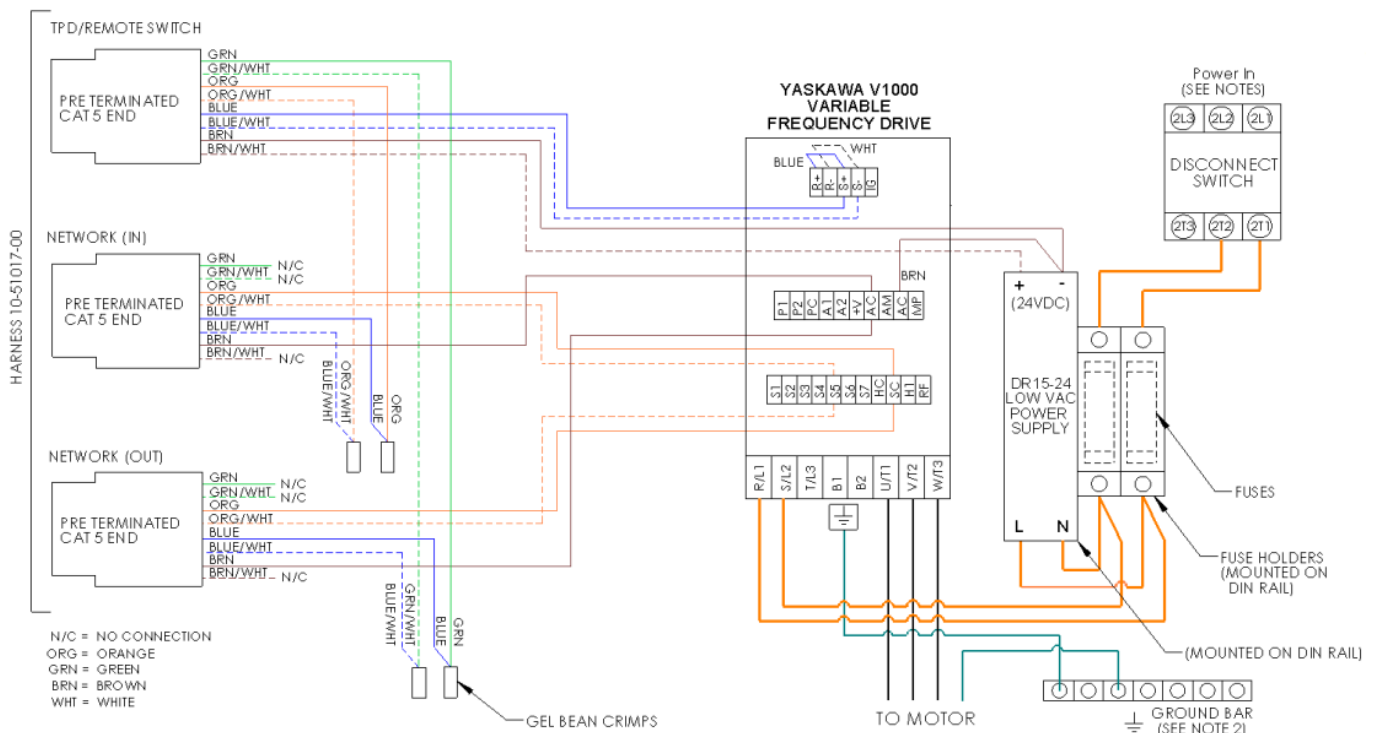 TPD/REMOTE SWITCH
PRE TERMINATED
CAT 5 END
GRN
GRN/WHT
ORG
ORG/WHT
BLUE
BLUE/WHT
BRN
BRN/WHT
HARNESS 10-51017-00
NETWORK (IN)
PRE TERMINATED
CAT 5 END
GRN
N/C
GRN/WHT
N/C
ORG
ORG/WHT
BLUE
BLUE/WHT
BRN
BRN/WHT
N/C
BLUE/WHT
ORG/WHT
BLUE
ORG
NETWORK (OUT)
PRE TERMINATED
CAT 5 END
GRN
N/C
GRN/WHT
N/C
ORG
ORG/WHT
BLUE
BLUE/WHT
BRN
BRN/WHT
N/C
BLUE/WHT
GRN/WHT
BLUE
GRN
GEL BEAN CRIMPS
N/C = NO CONNECTION
ORG = ORANGE
GRN = GREEN
BRN = BROWN
WHT = WHITE
YASKAWA V1000
VARIABLE
FREQUENCY DRIVE
WHT
BLUE
R+ R- S+ S- IG
BRN
P1 P2 PC A1 A2 +V AC AM AC MP
S1 S2 S3 S4 S5 S6 S7 HC SC H1 RF
R/L1 S/L2 T/L3 B1 B2 U/T1 V/T2 W/T3
TO MOTOR
Power In
(SEE NOTES)
2L3 2L2 2L1
DISCONNECT
SWITCH
2T3 2T2 2T1
+ -
(24VDC)
DR15-24
LOW VAC
POWER
SUPPLY
L N
FUSES
FUSE HOLDERS
(MOUNTED ON
DIN RAIL)
(MOUNTED ON DIN RAIL)
GROUND BAR
(SEE NOTE 2)